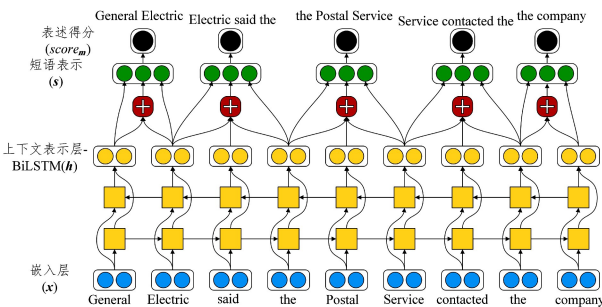 General Electric
Electric said the
the Postal Service
Service contacted the
the company
表述得分
(score_m)
短语表示
(s)
上下文表示层-
BiLSTM(h)
嵌入层
(x)
General Electric said the Postal Service contacted the company